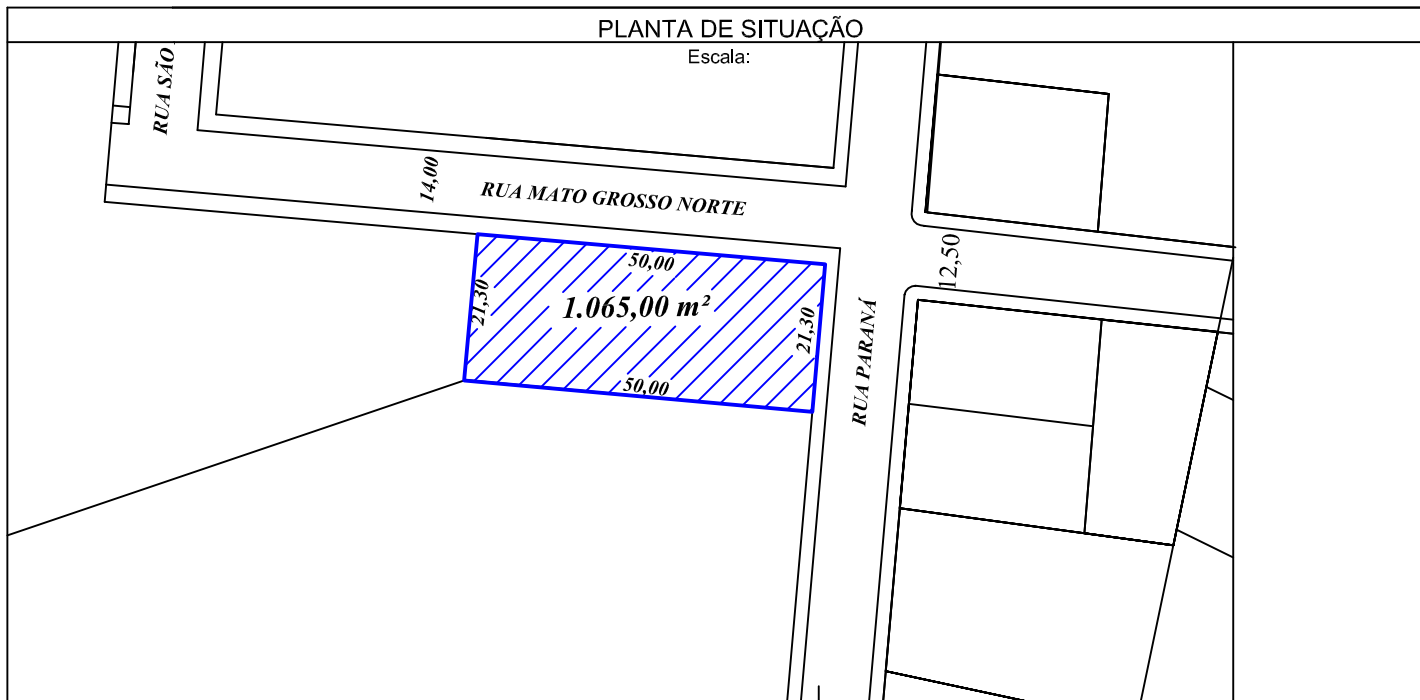 PLANTA DE SITUAÇÃO
Escala:
RUA SÃO
14,00
RUA MATO GROSSO NORTE
12,50
50,00
21,30
1.065,00 m²
21,30
50,00
RUA PARANÁ